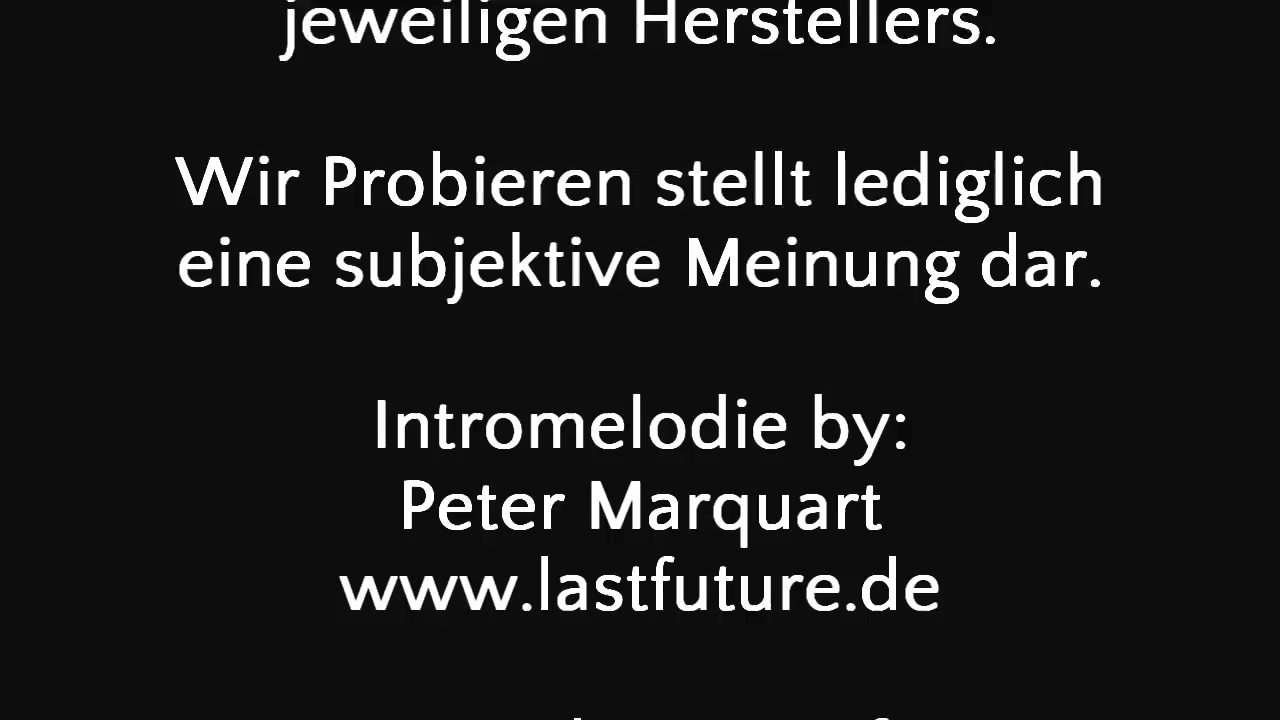 jeweiligen Herstellers.
Wir Probieren stellt lediglich
eine subjektive Meinung dar.
Intromelodie by:
Peter Marquart
www.lastfuture.de